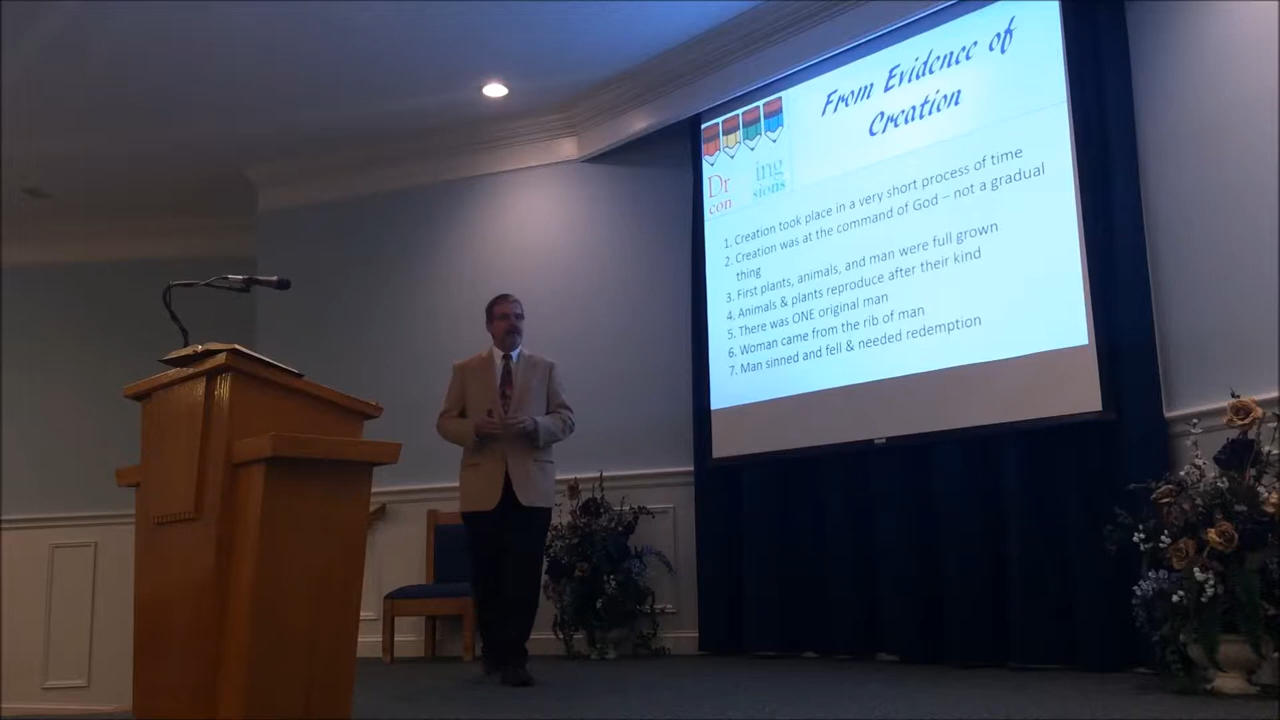 From Evidence of
Creation
Dr ing
con sions
1. Creation took place in a very short process of time
2. Creation was at the command of God – not a gradual
thing
3. First plants, animals, and man were full grown
4. Animals & plants reproduce after their kind
5. There was ONE original man
6. Woman came from the rib of man
7. Man sinned and fell & needed redemption